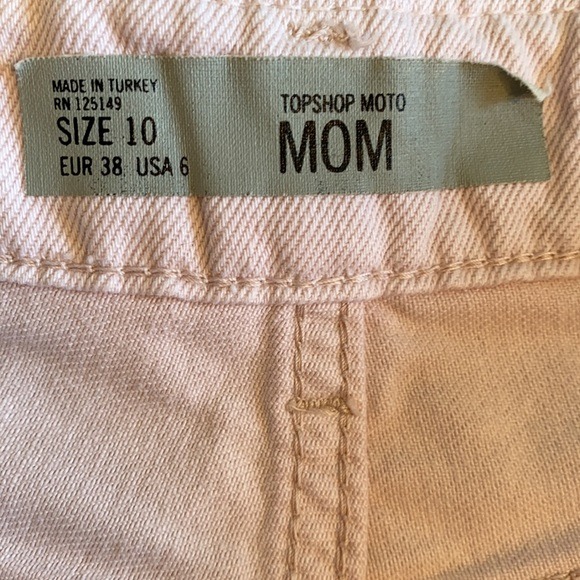 MADE IN TURKEY
RN 125149
SIZE 10
EUR 38 USA 6
TOPSHOP MOTO
MOM